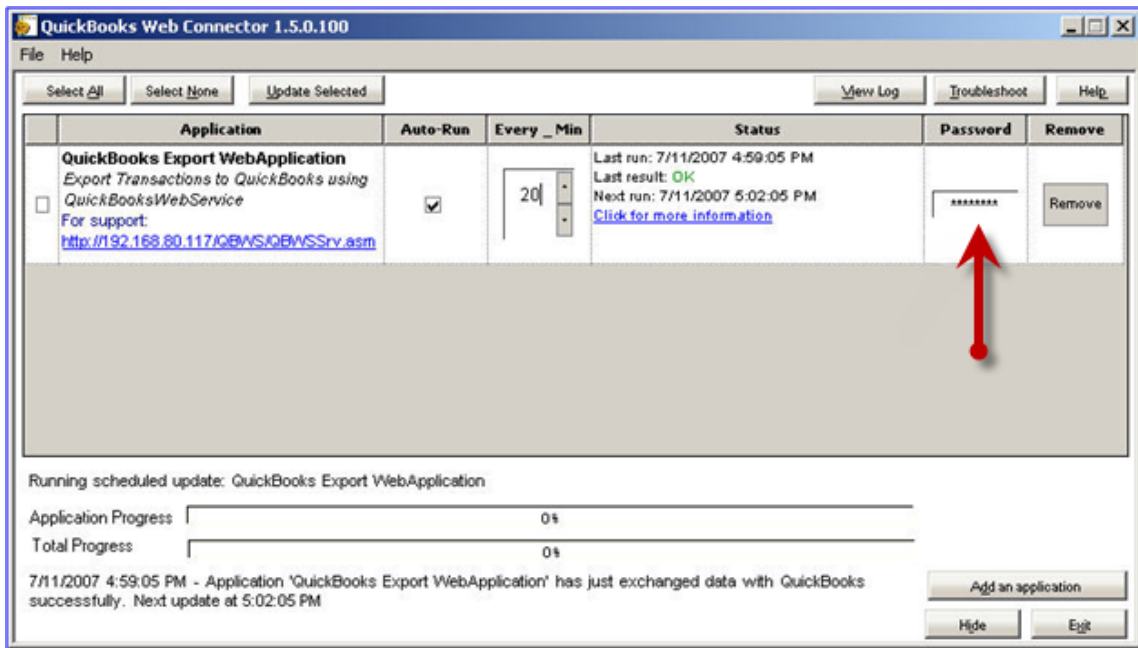 QuickBooks Web Connector 1.5.0.100
File Help
Select All Select None Update Selected View Log Troubleshoot Help
Application Auto-Run Every _ Min Status Password Remove
QuickBooks Export WebApplication
Export Transactions to QuickBooks using
QuickBooksWebService
For support:
http://192.168.80.117/QBWS/QBWSSrv.asm
20
Last run: 7/11/2007 4:59:05 PM
Last result: OK
Next run: 7/11/2007 5:02:05 PM
Click for more information
********
Remove
Running scheduled update: QuickBooks Export WebApplication
Application Progress 0%
Total Progress 0%
7/11/2007 4:59:05 PM - Application 'QuickBooks Export WebApplication' has just exchanged data with QuickBooks
successfully. Next update at 5:02:05 PM
Add an application
Hide Exit